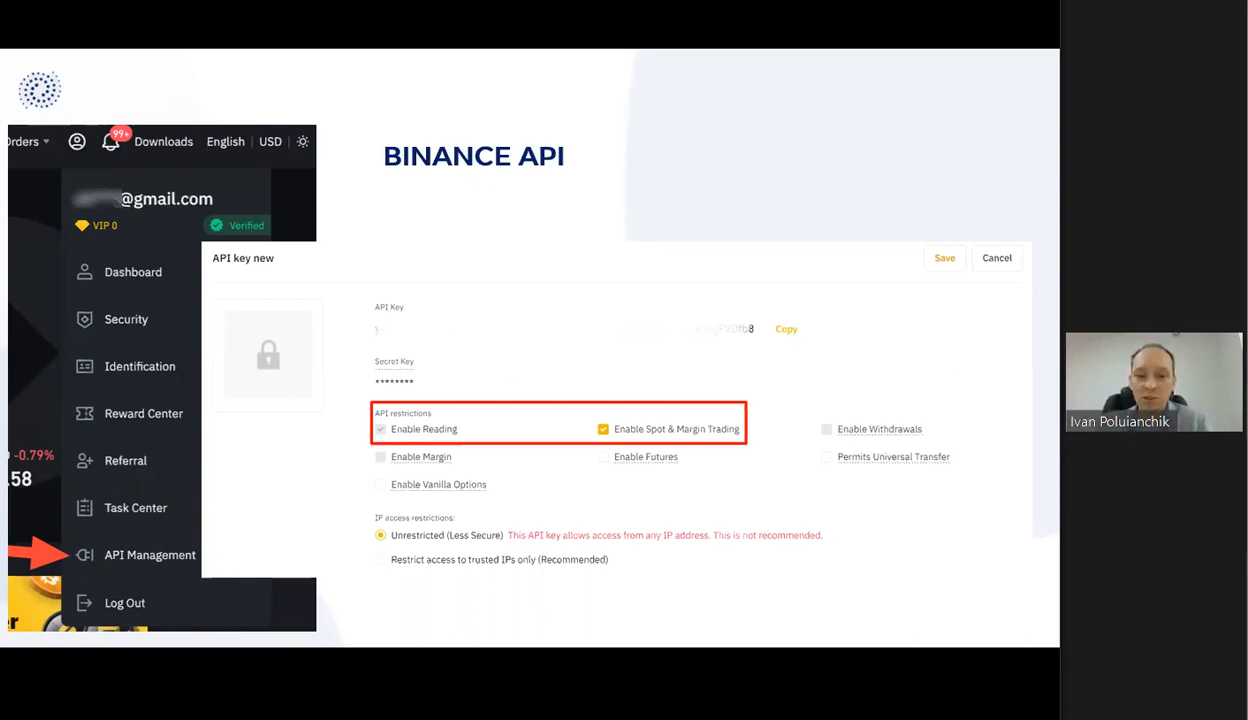 BINANCE API
Orders
99+
Downloads
English
USD
@gmail.com
VIP 0
Verified
Dashboard
Security
Identification
Reward Center
Referral
Task Center
API Management
Log Out
-0.79%
.58
er
API key new
Save
Cancel
API Key
Copy
Secret Key
********
API restrictions
Enable Reading
Enable Spot & Margin Trading
Enable Withdrawals
Enable Margin
Enable Futures
Permits Universal Transfer
Enable Vanilla Options
IP access restrictions:
Unrestricted (Less Secure) This API key allows access from any IP address. This is not recommended.
Restrict access to trusted IPs only (Recommended)
Ivan Poluianchik